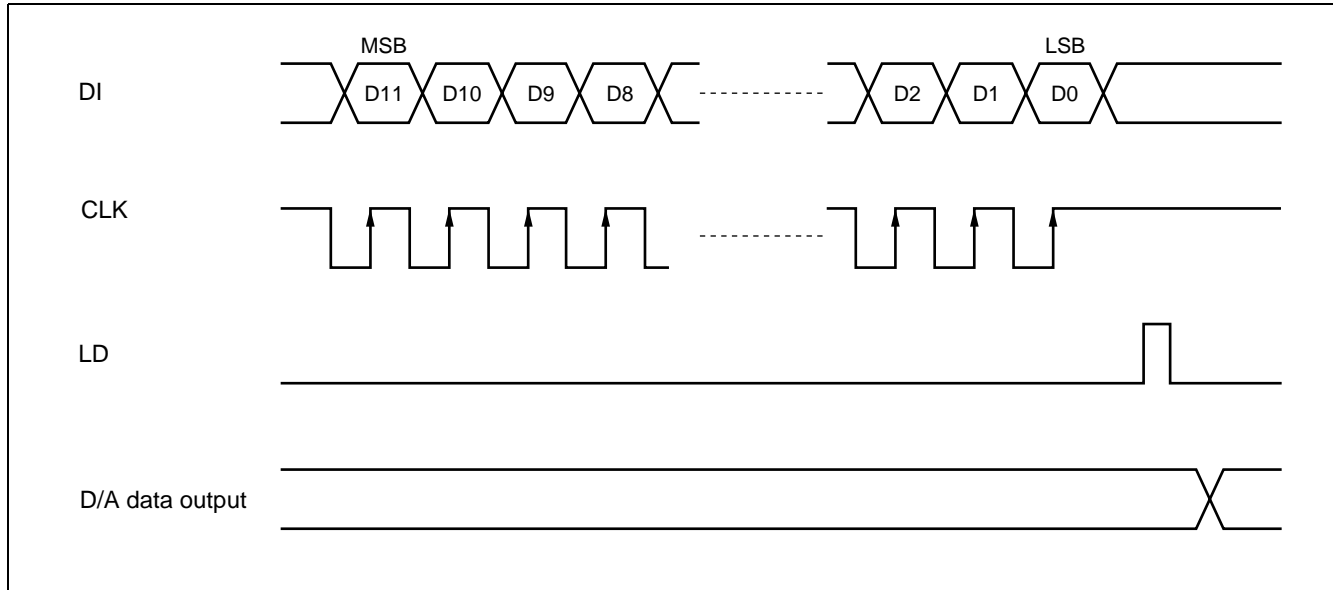 MSB LSB
DI D11 D10 D9 D8 D2 D1 D0
CLK
LD
D/A data output